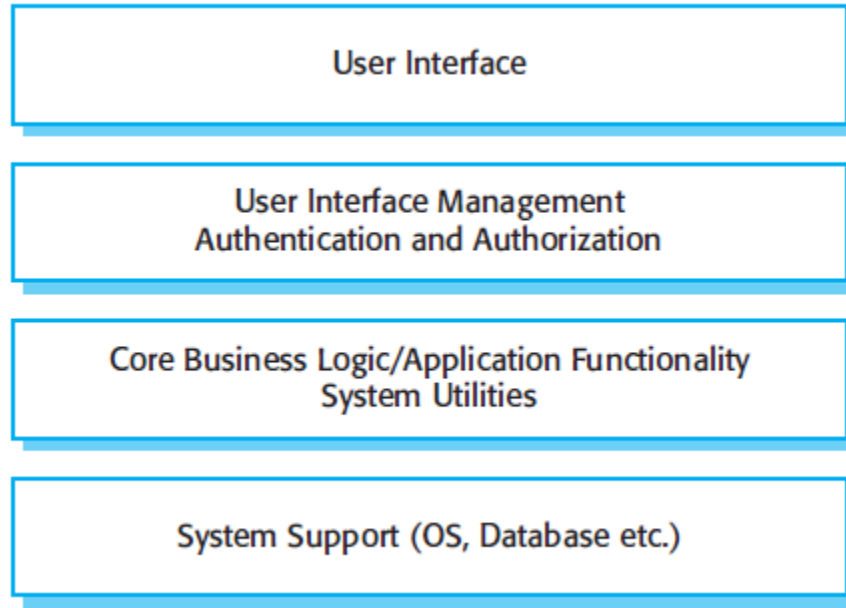 User Interface
User Interface Management
Authentication and Authorization
Core Business Logic/Application Functionality
System Utilities
System Support (OS, Database etc.)